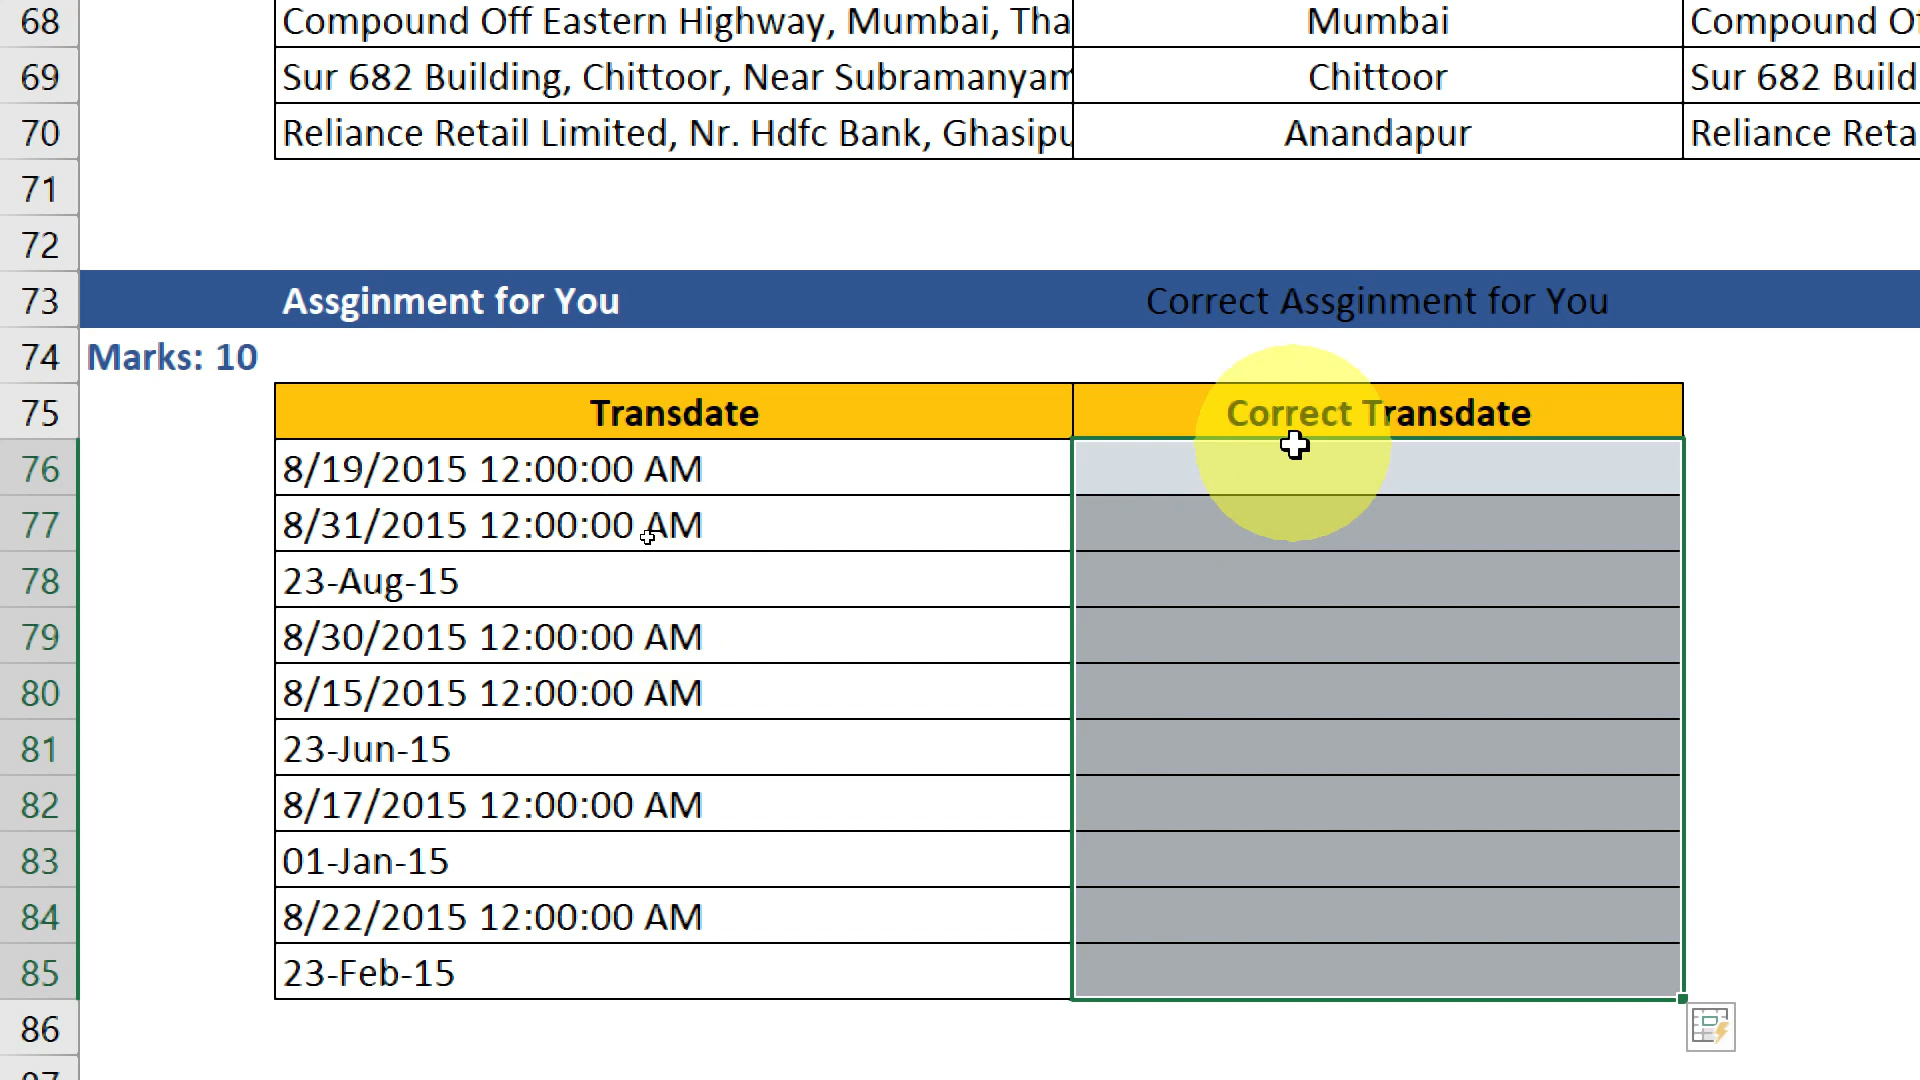 68 Compound Off Eastern Highway, Mumbai, Tha Mumbai Compound Of
69 Sur 682 Building, Chittoor, Near Subramanyam Chittoor Sur 682 Build
70 Reliance Retail Limited, Nr. Hdfc Bank, Ghasipu Anandapur Reliance Reta
71
72
73 Assginment for You Correct Assginment for You
74 Marks: 10
75 Transdate Correct Transdate
76 8/19/2015 12:00:00 AM
77 8/31/2015 12:00:00 AM
78 23-Aug-15
79 8/30/2015 12:00:00 AM
80 8/15/2015 12:00:00 AM
81 23-Jun-15
82 8/17/2015 12:00:00 AM
83 01-Jan-15
84 8/22/2015 12:00:00 AM
85 23-Feb-15
86